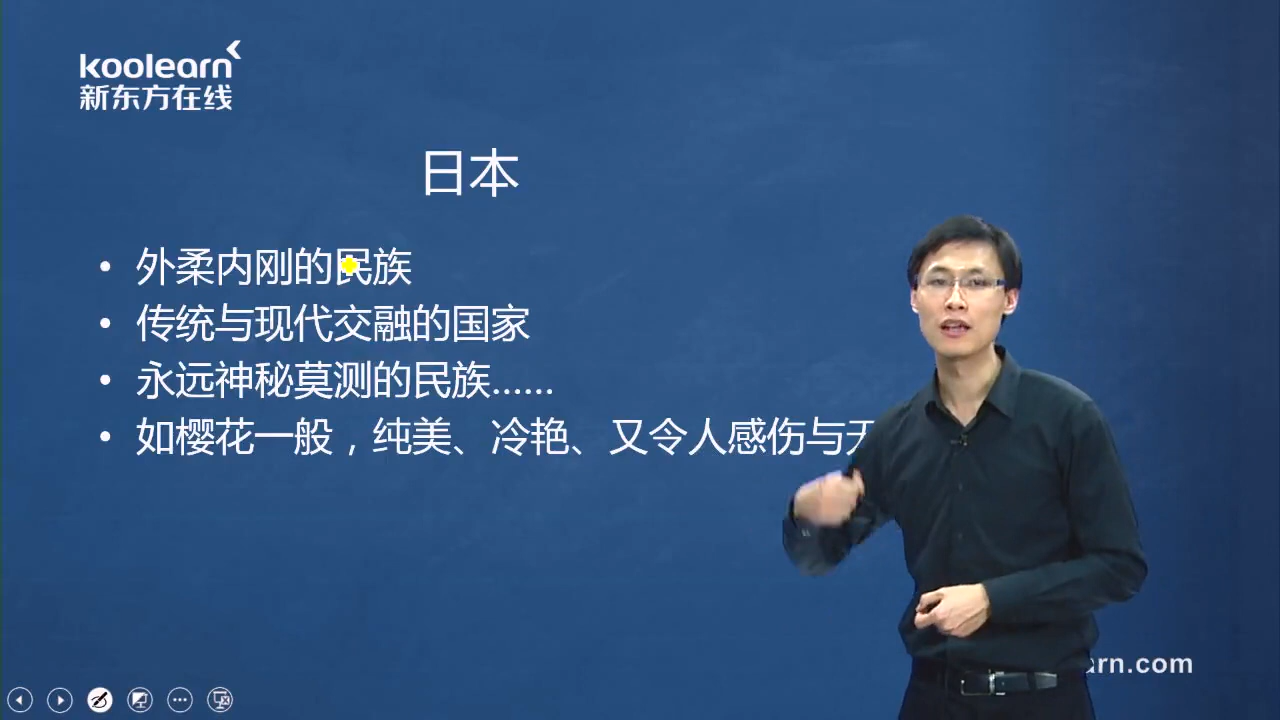 koolearn
新东方在线
日本
• 外柔内刚的民族
• 传统与现代交融的国家
• 永远神秘莫测的民族……
• 如樱花一般，纯美、冷艳、又令人感伤与
rn.com